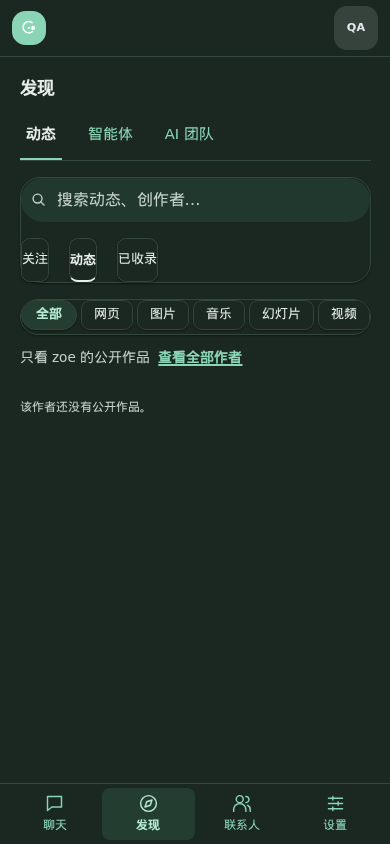 QA
发现
动态 智能体 AI 团队
搜索动态、创作者...
关注 动态 已收录
全部 网页 图片 音乐 幻灯片 视频
只看 zoe 的公开作品 查看全部作者
该作者还没有公开作品。
聊天 发现 联系人 设置